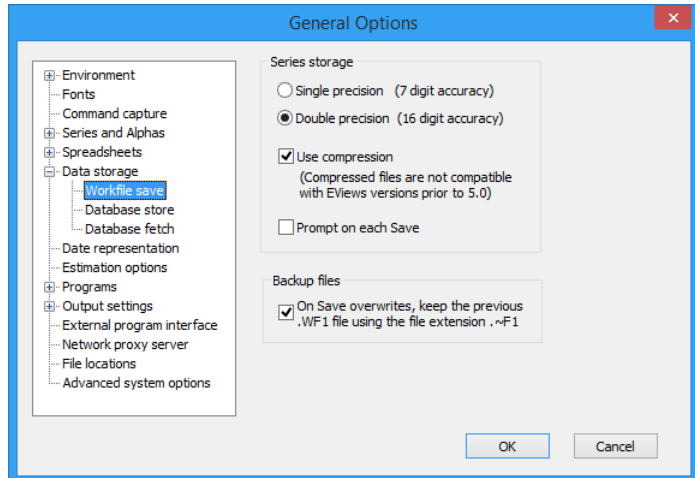 General Options
Environment
Fonts
Command capture
Series and Alphas
Spreadsheets
Data storage
Workfile save
Database store
Database fetch
Date representation
Estimation options
Programs
Output settings
External program interface
Network proxy server
File locations
Advanced system options
Series storage
Single precision (7 digit accuracy)
Double precision (16 digit accuracy)
Use compression
(Compressed files are not compatible
with EViews versions prior to 5.0)
Prompt on each Save
Backup files
On Save overwrites, keep the previous
.WF1 file using the file extension .~F1
OK
Cancel